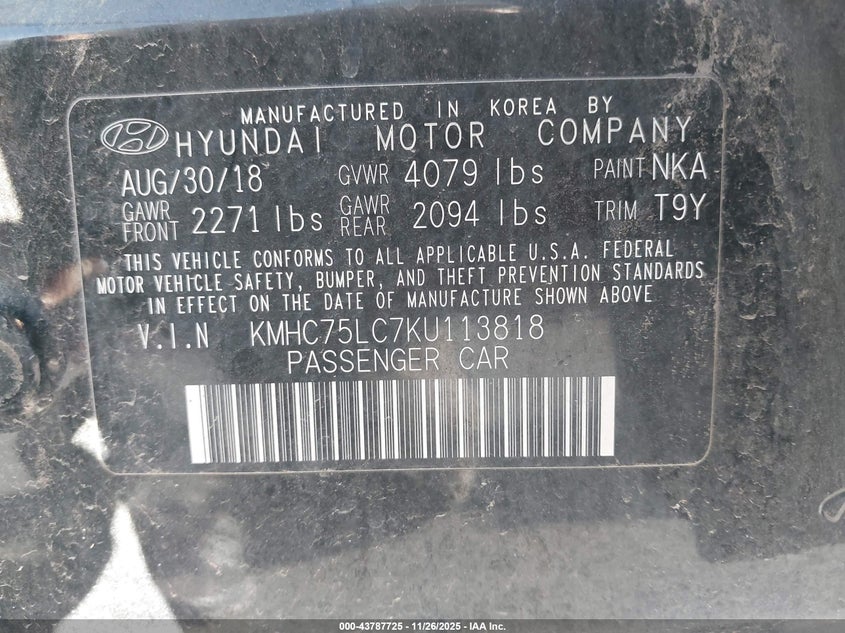 MANUFACTURED IN KOREA BY
HYUNDAI MOTOR COMPANY
AUG/30/18 GVWR 4079 lbs PAINT NKA
GAWR FRONT 2271 lbs GAWR REAR 2094 lbs TRIM T9Y
THIS VEHICLE CONFORMS TO ALL APPLICABLE U.S.A. FEDERAL
MOTOR VEHICLE SAFETY, BUMPER, AND THEFT PREVENTION STANDARDS
IN EFFECT ON THE DATE OF MANUFACTURE SHOWN ABOVE
V.I.N KMHC75LC7KU113818
PASSENGER CAR
000-43787725 - 11/26/2025 - IAA Inc.